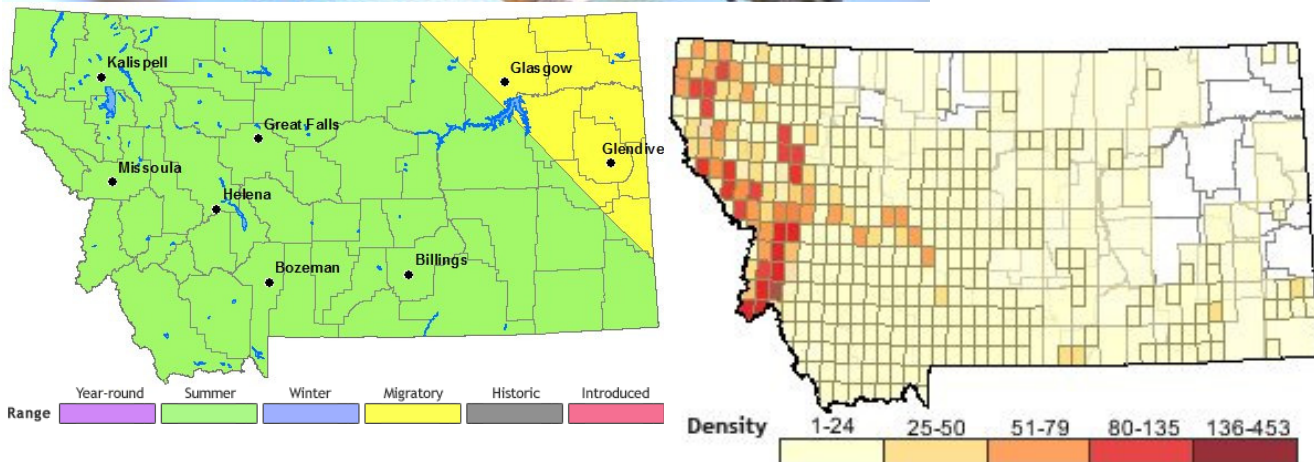 Kalispell
Glasgow
Great Falls
Glendive
Missoula
Helena
Bozeman
Billings
Year-round Summer Winter Migratory Historic Introduced
Range
Density 1-24 25-50 51-79 80-135 136-453